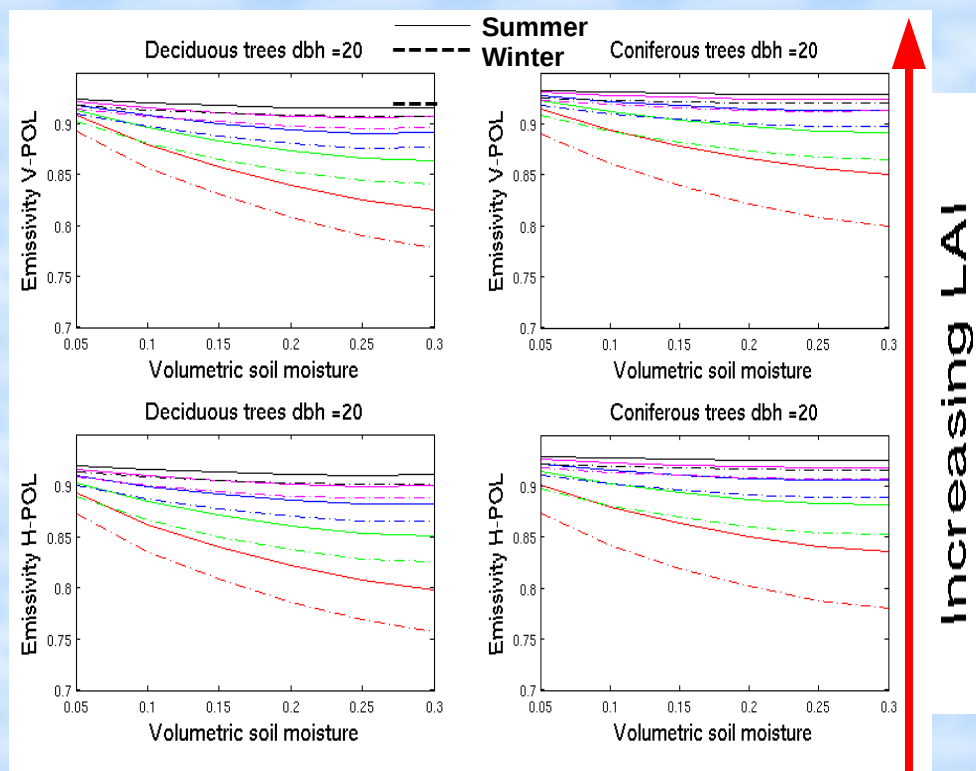 Summer
Winter
Deciduous trees dbh =20
Coniferous trees dbh =20
Emissivity V-POL
0.9
0.85
0.8
0.75
0.7
0.05
0.1
0.15
0.2
0.25
0.3
Volumetric soil moisture
Emissivity V-POL
0.9
0.85
0.8
0.75
0.7
0.05
0.1
0.15
0.2
0.25
0.3
Volumetric soil moisture
Deciduous trees dbh =20
Coniferous trees dbh =20
Emissivity H-POL
0.9
0.85
0.8
0.75
0.7
0.05
0.1
0.15
0.2
0.25
0.3
Volumetric soil moisture
Emissivity H-POL
0.9
0.85
0.8
0.75
0.7
0.05
0.1
0.15
0.2
0.25
0.3
Volumetric soil moisture
Increasing LAI